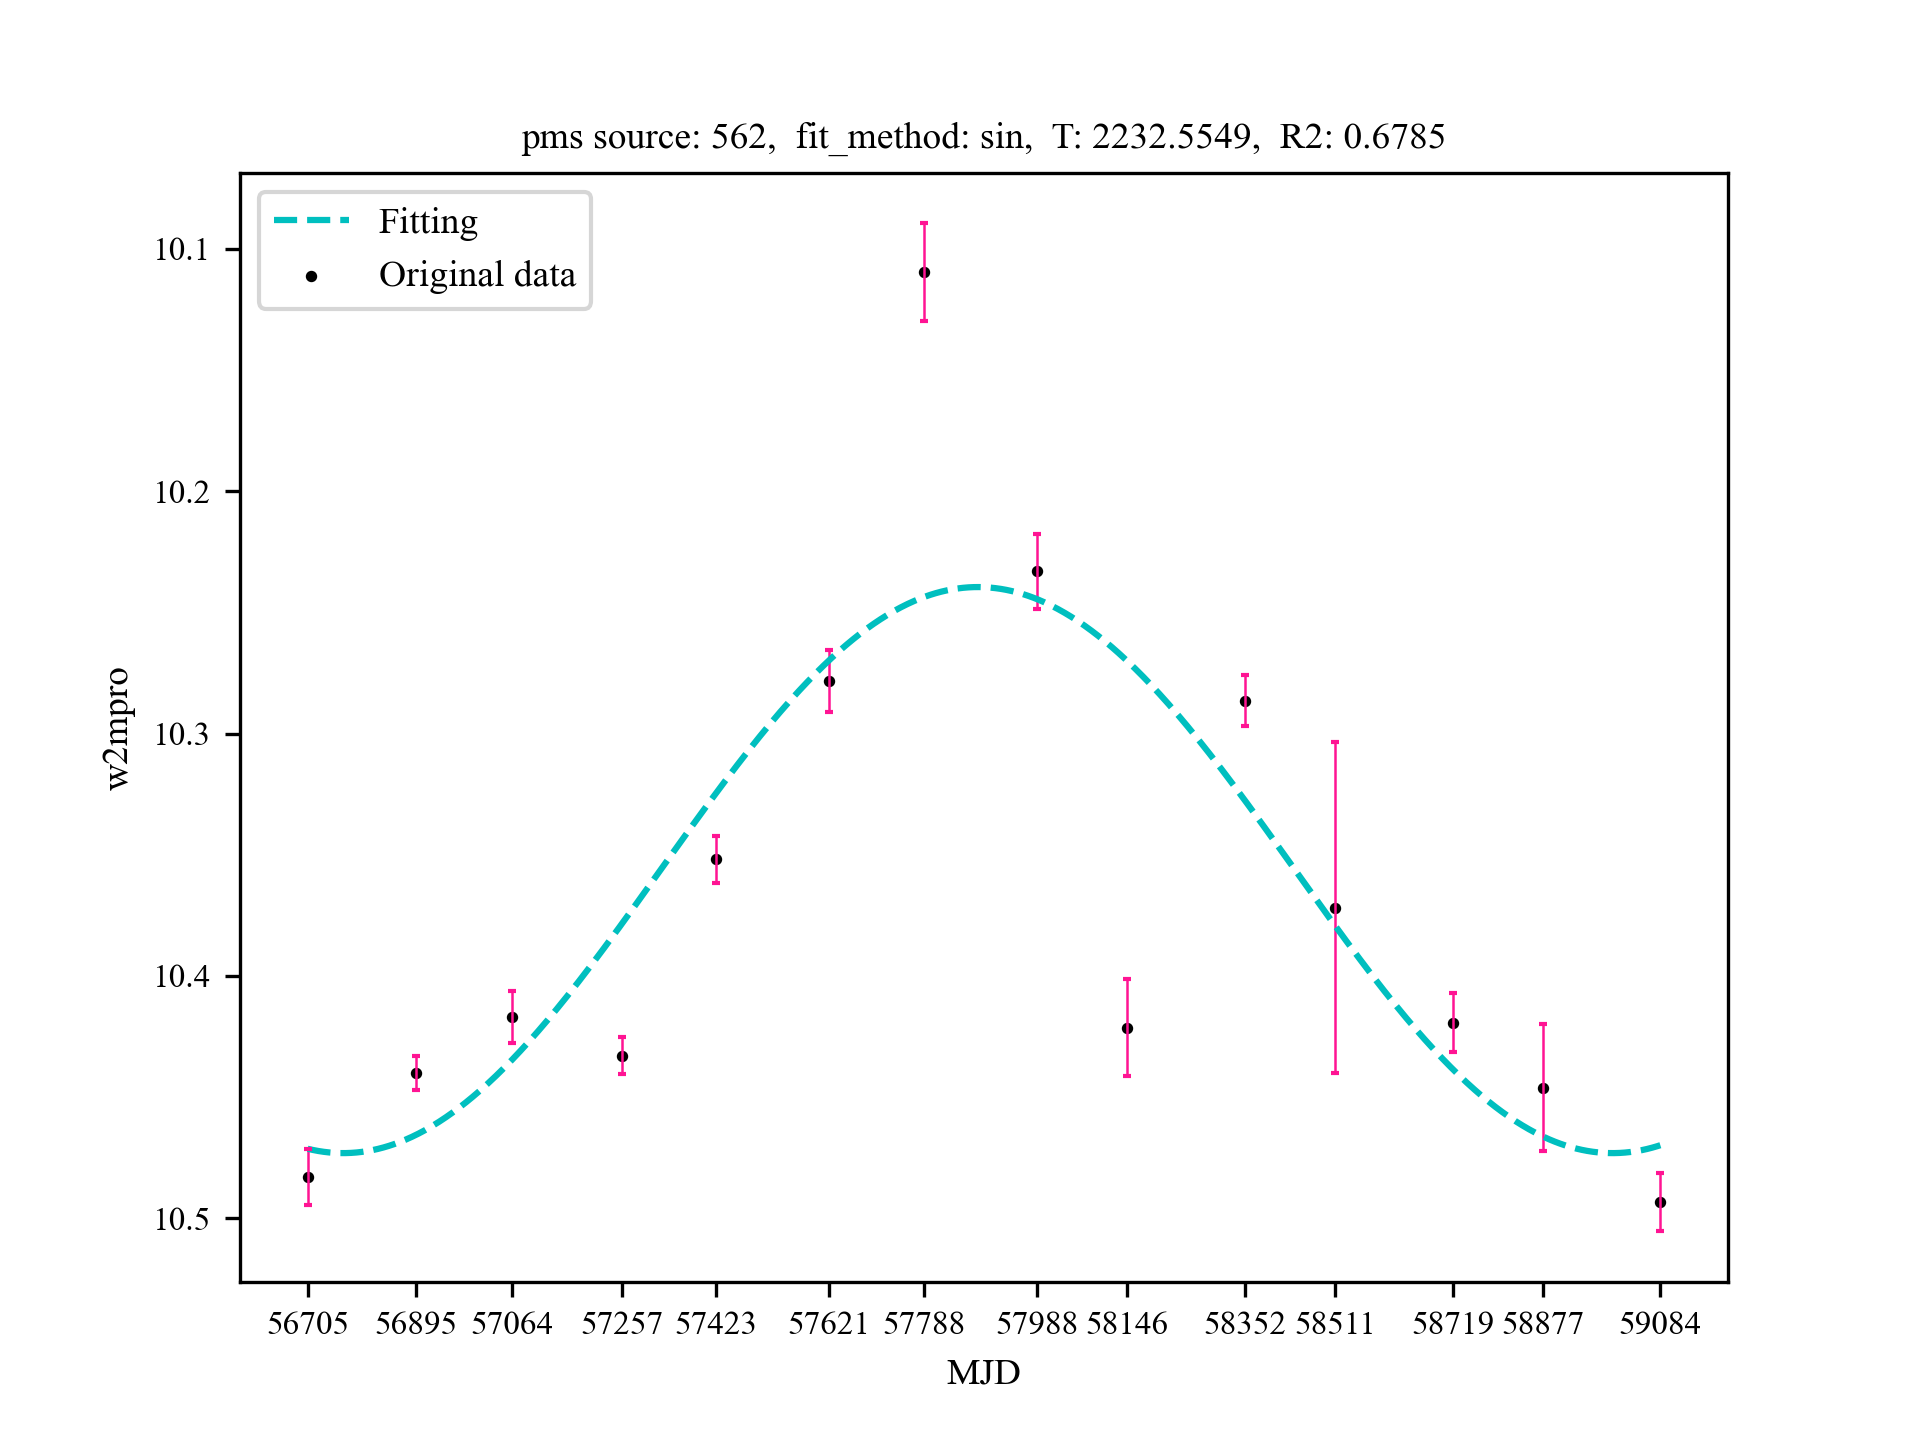 pms source: 562,  fit_method: sin,  T: 2232.5549,  R2: 0.6785
Fitting
Original data
10.1
10.2
10.3
10.4
10.5
w2mpro
56705 56895 57064 57257 57423 57621 57788 57988 58146 58352 58511 58719 58877 59084
MJD